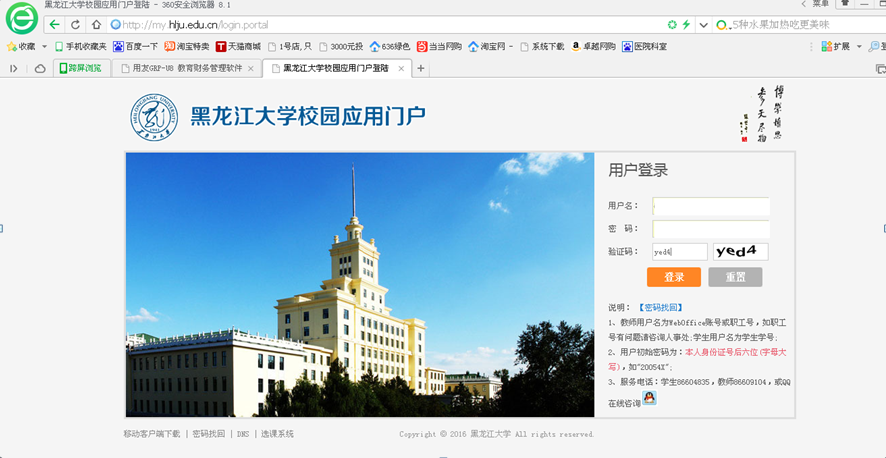 黑龙江大学校园应用门户登陆 - 360安全浏览器 8.1
菜单
http://my.hlju.edu.cn/login.portal
5种水果加热吃更美味
收藏 手机收藏夹 百度一下 淘宝特卖 天猫商城 1号店, 只 3000元投 636绿色 当当网购 淘宝网 - 系统下载 卓越网购 医院科室 扩展
跨屏浏览 用友GRP-U8 教育财务管理软件 黑龙江大学校园应用门户登陆
黑龙江大学校园应用门户
HEILONGJIANG UNIVERSITY
1941
博学慎思
参天尽物
用户登录
用户名：
密 码：
验证码： yed4 yed4
登录 重置
说明：【密码找回】
1、教师用户名为WebOffice账号或职工号，如职工
号有问题请咨询人事处;学生用户名为学生学号;
2、用户初始密码为：本人身份证号后六位(字母大
写)，如"20054X";
3、服务电话：学生86604835，教师86609104，或QQ
在线咨询
移动客户端下载 | 密码找回 | DNS | 选课系统
Copyright © 2016 黑龙江大学 All rights reserved.